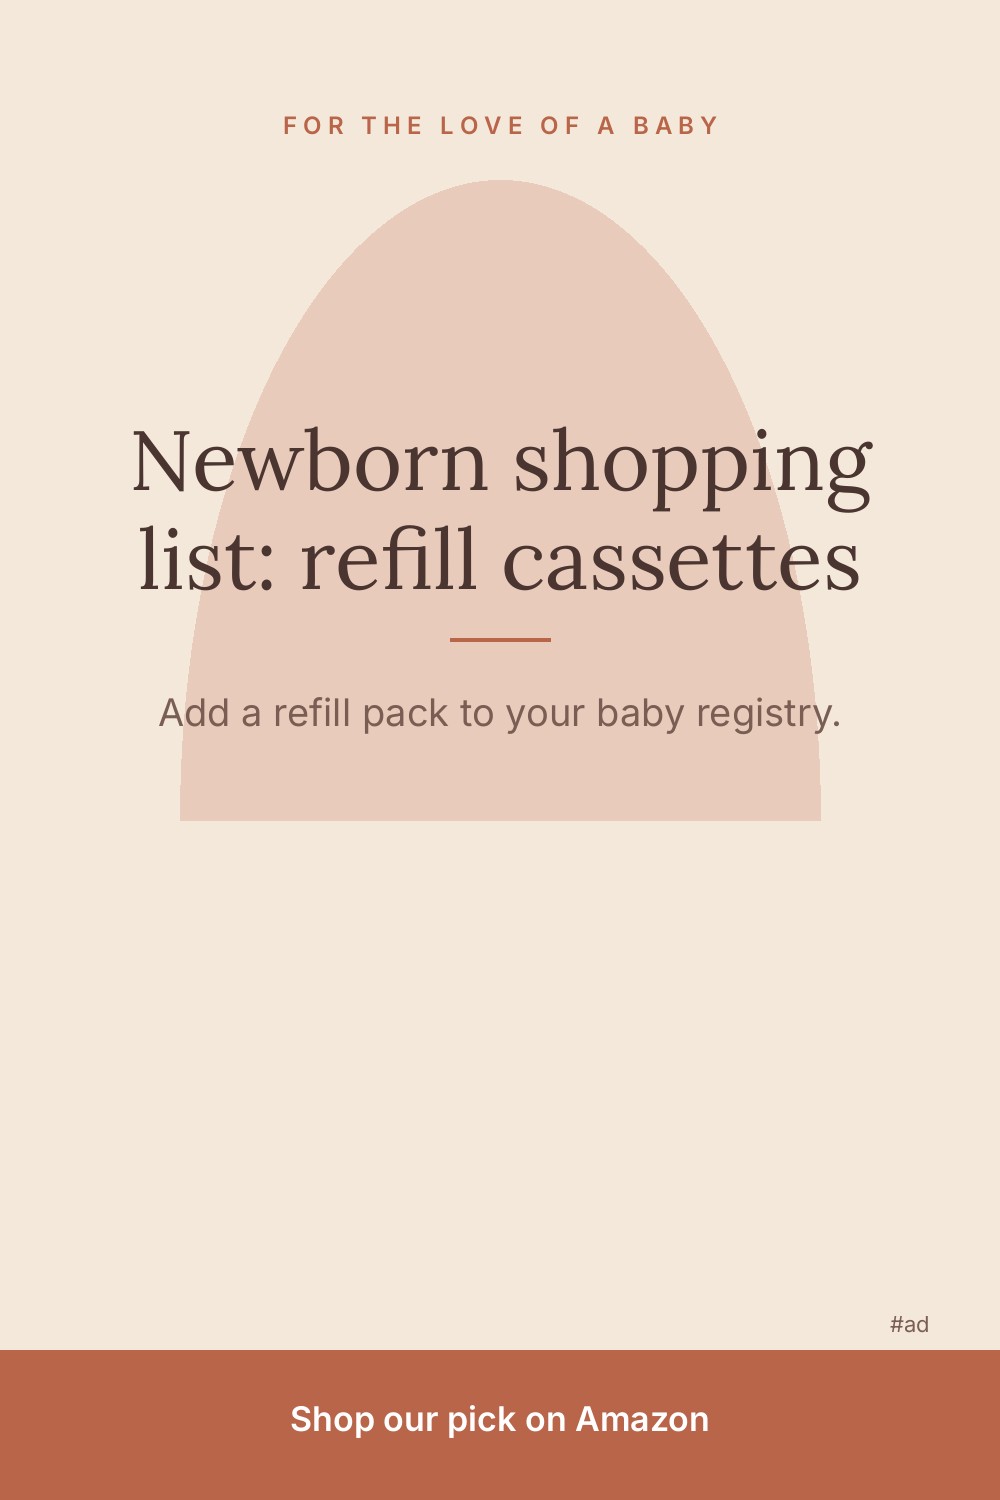 FOR THE LOVE OF A BABY
Newborn shopping
list: refill cassettes
Add a refill pack to your baby registry.
#ad
Shop our pick on Amazon